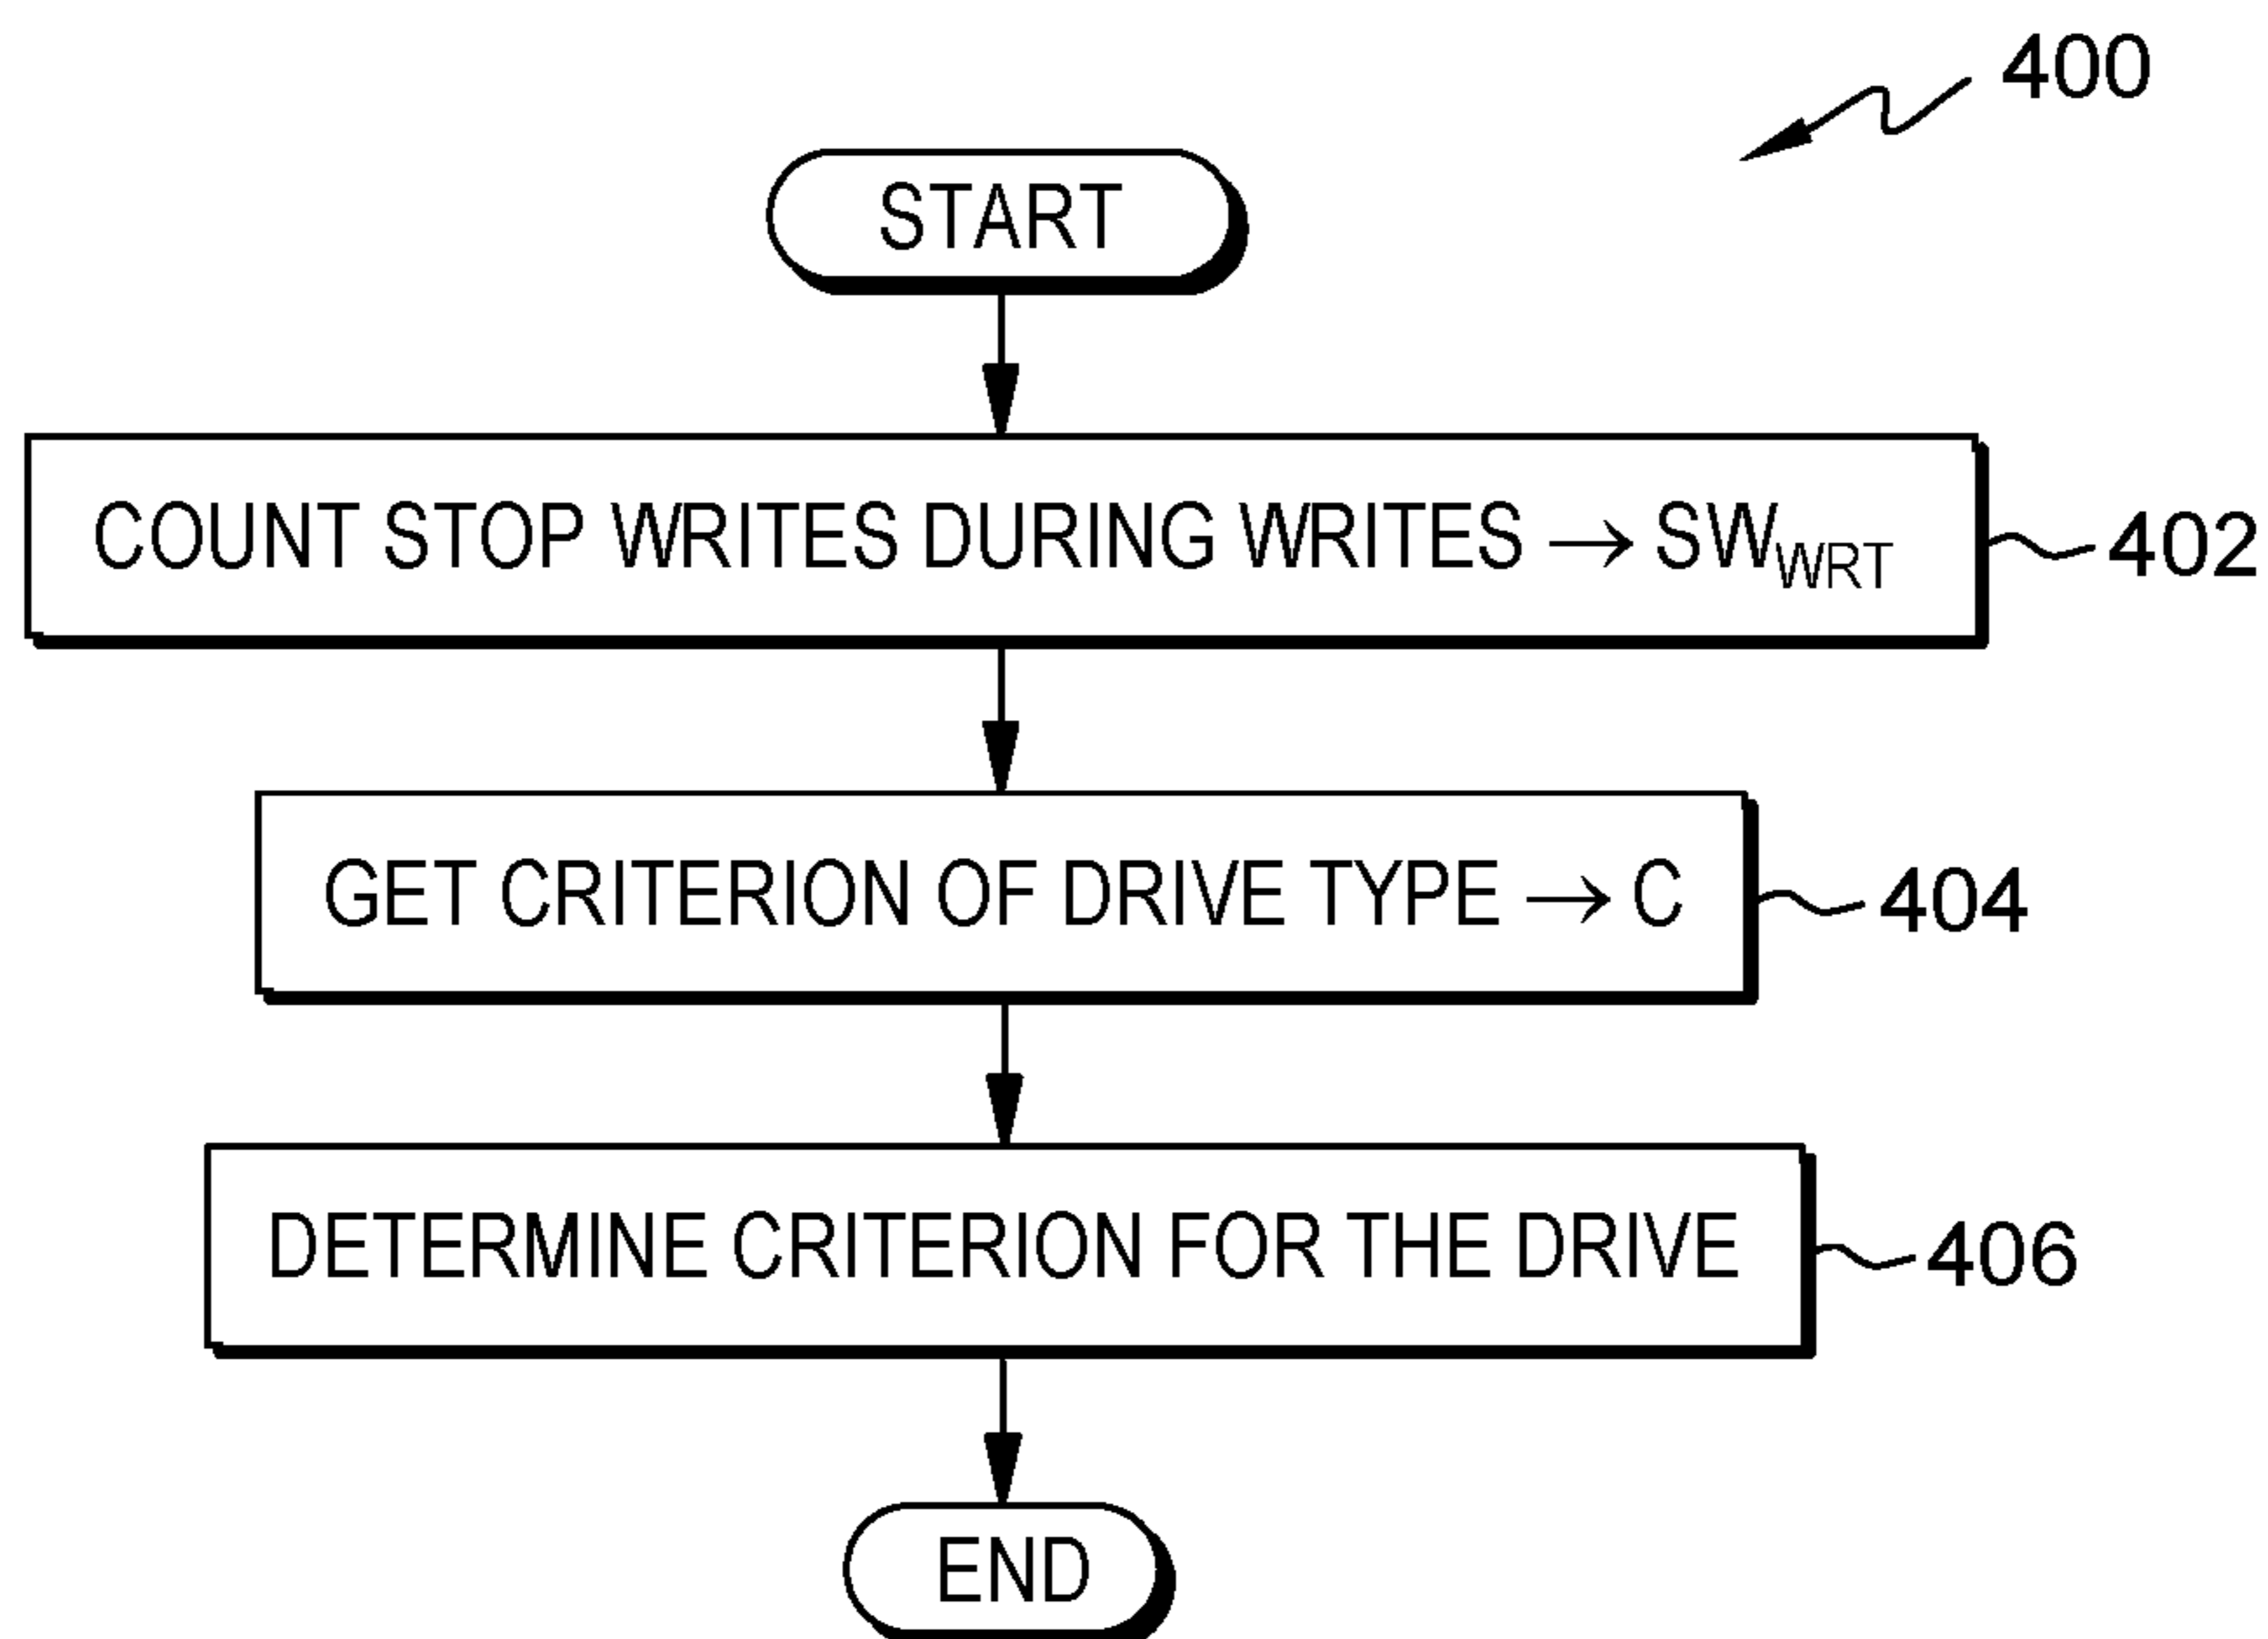 400
START
COUNT STOP WRITES DURING WRITES → SW_WRT
402
GET CRITERION OF DRIVE TYPE → C
404
DETERMINE CRITERION FOR THE DRIVE
406
END